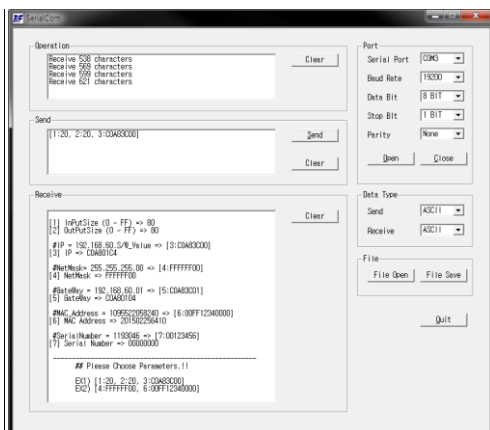 SerialCom
Operation
Receive 538 characters
Receive 569 characters
Receive 599 characters
Receive 621 characters
Clear
Send
[1:20, 2:20, 3:C0A83C00]
Send
Clear
Receive
[1] InPutSize (0 ~ FF) => 80
[2] OutPutSize (0 ~ FF) => 80
#IP = 192.168.60.S/W_Value => [3:C0A83C00]
[3] IP => C0A801C4
#NetMask= 255.255.255.00 => [4:FFFFFF00]
[4] NetMask => FFFFFF00
#GateWay = 192.168.60.01 => [5:C0A83C01]
[5] GateWay => C0A80104
#MAC_Address = 1095522058240 => [6:00FF12340000]
[6] MAC Address => 201502256410
#SerialNumber = 1193046 => [7:00123456]
[7] Serial Number => 00000000
----------------------------------------------------
## Please Choose Parameters.!!
EX1) [1:20, 2:20, 3:C0A83C00]
EX2) [4:FFFFFF00, 6:00FF12340000]
Clear
Port
Serial Port COM3
Baud Rate 19200
Data Bit 8 BIT
Stop Bit 1 BIT
Parity None
Open Close
Data Type
Send ASCII
Receive ASCII
File
File Open File Save
Quit